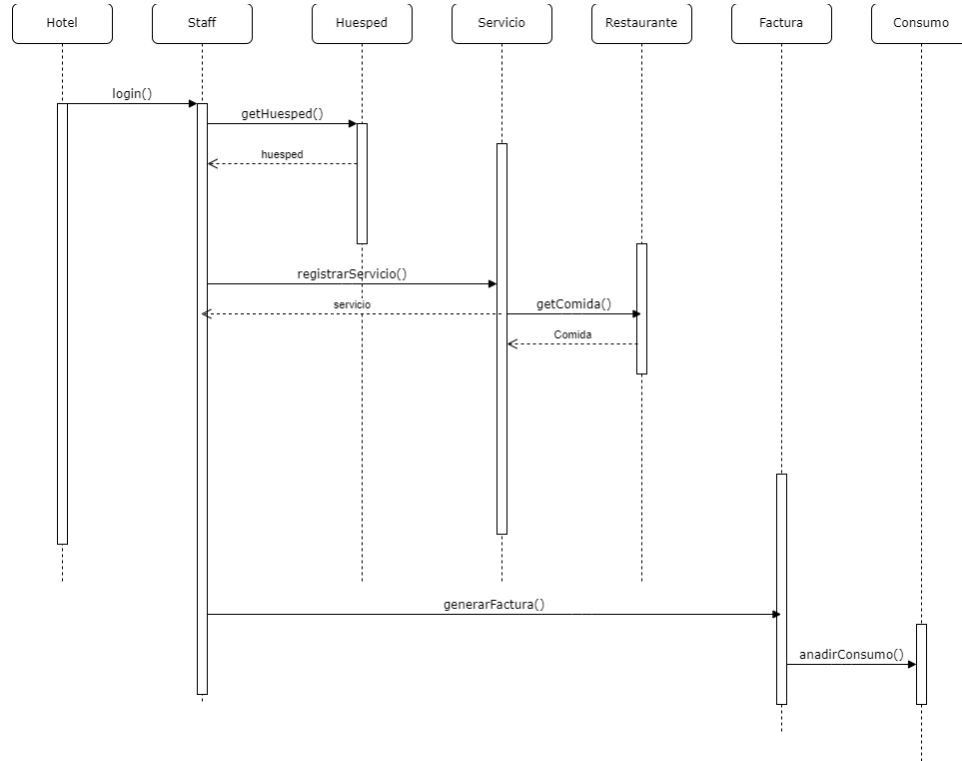 Hotel
Staff
Huesped
Servicio
Restaurante
Factura
Consumo
login()
getHuesped()
huesped
registrarServicio()
servicio
getComida()
Comida
generarFactura()
anadirConsumo()